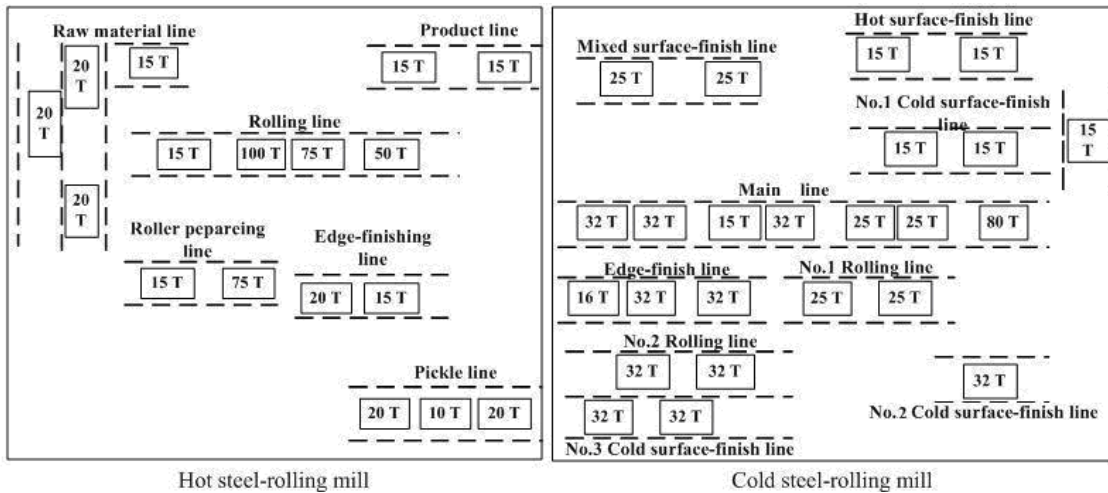 Raw material line
20
T
15 T
20
T
20
T
Product line
15 T 15 T
Rolling line
15 T 100 T 75 T 50 T
Roller pepareing
line
15 T 75 T
Edge-finishing
line
20 T 15 T
Pickle line
20 T 10 T 20 T
Hot steel-rolling mill
Mixed surface-finish line
25 T 25 T
Hot surface-finish line
15 T 15 T
No.1 Cold surface-finish
line
15 T 15 T
15
T
Main line
32 T 32 T 15 T 32 T 25 T 25 T 80 T
Edge-finish line
16 T 32 T 32 T
No.1 Rolling line
25 T 25 T
No.2 Rolling line
32 T 32 T
32 T 32 T
No.3 Cold surface-finish line
32 T
No.2 Cold surface-finish line
Cold steel-rolling mill